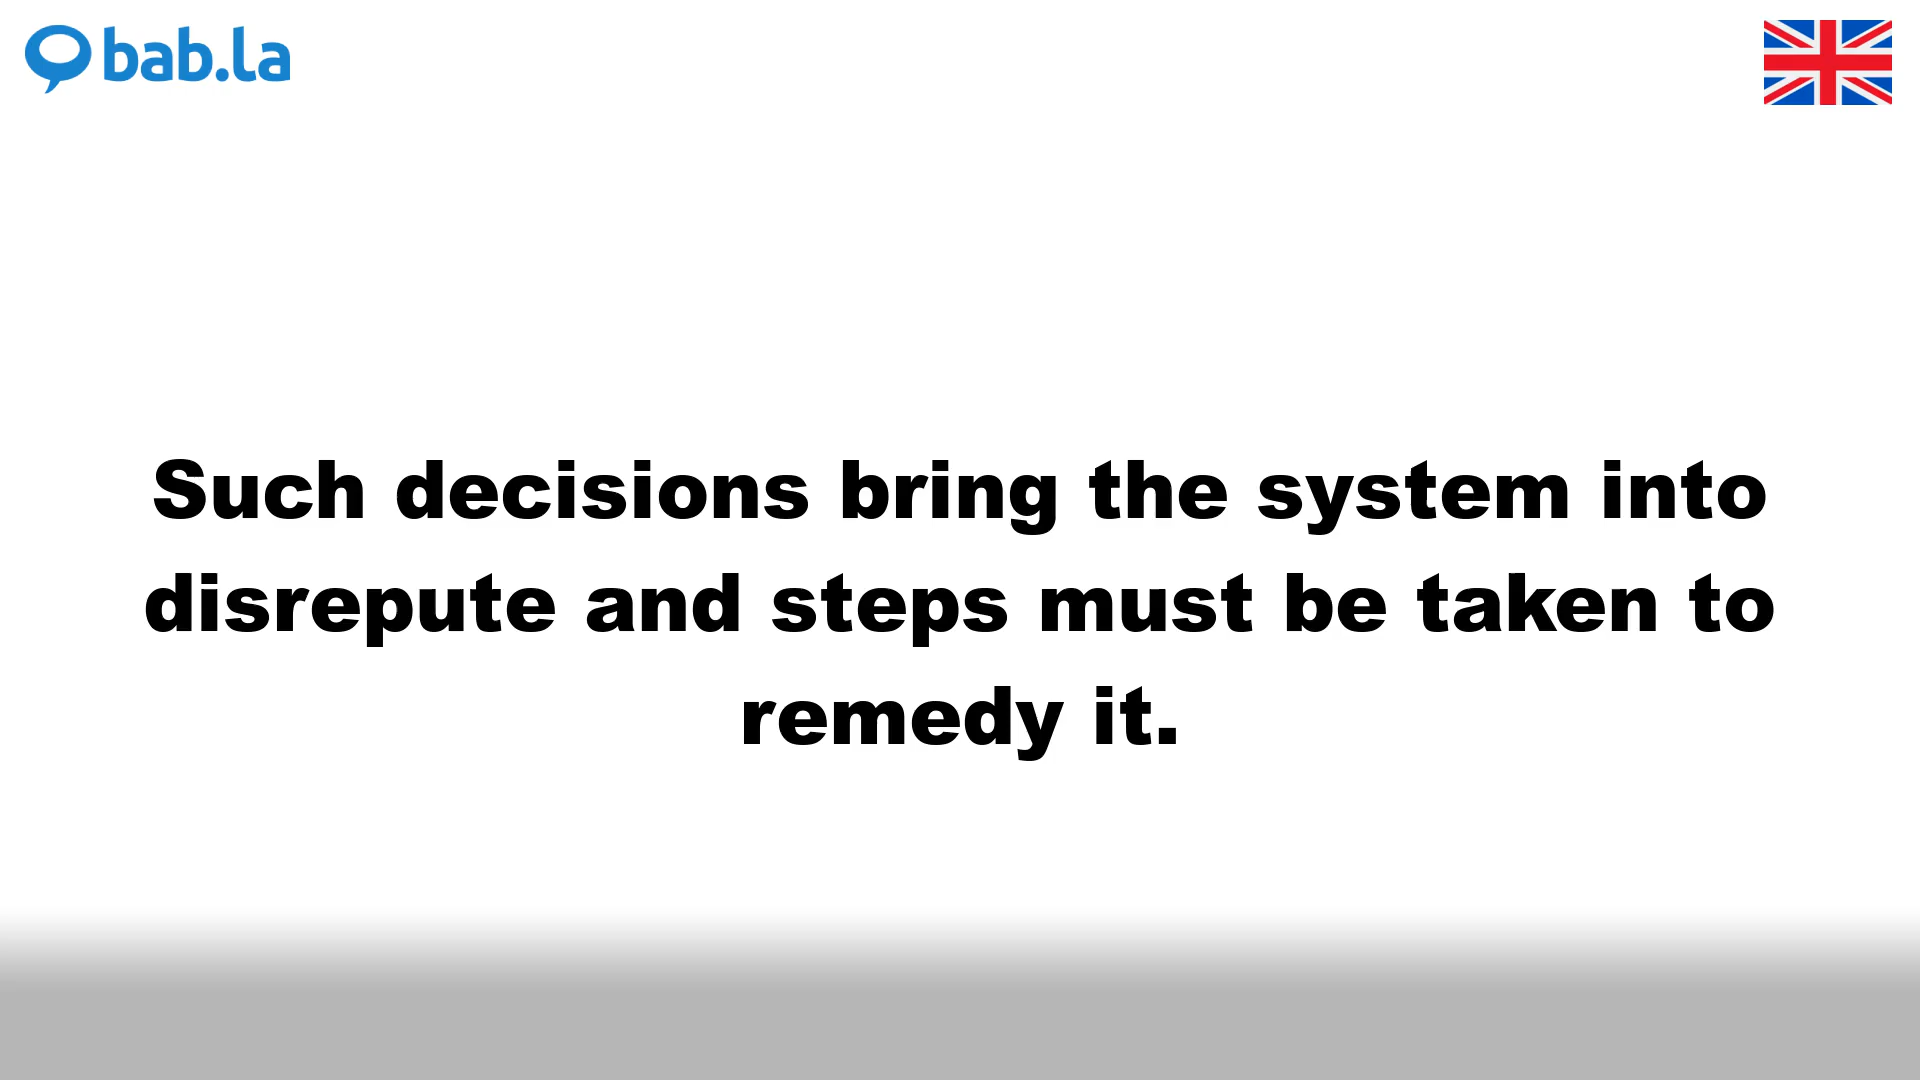 bab.la
Such decisions bring the system into
disrepute and steps must be taken to
remedy it.